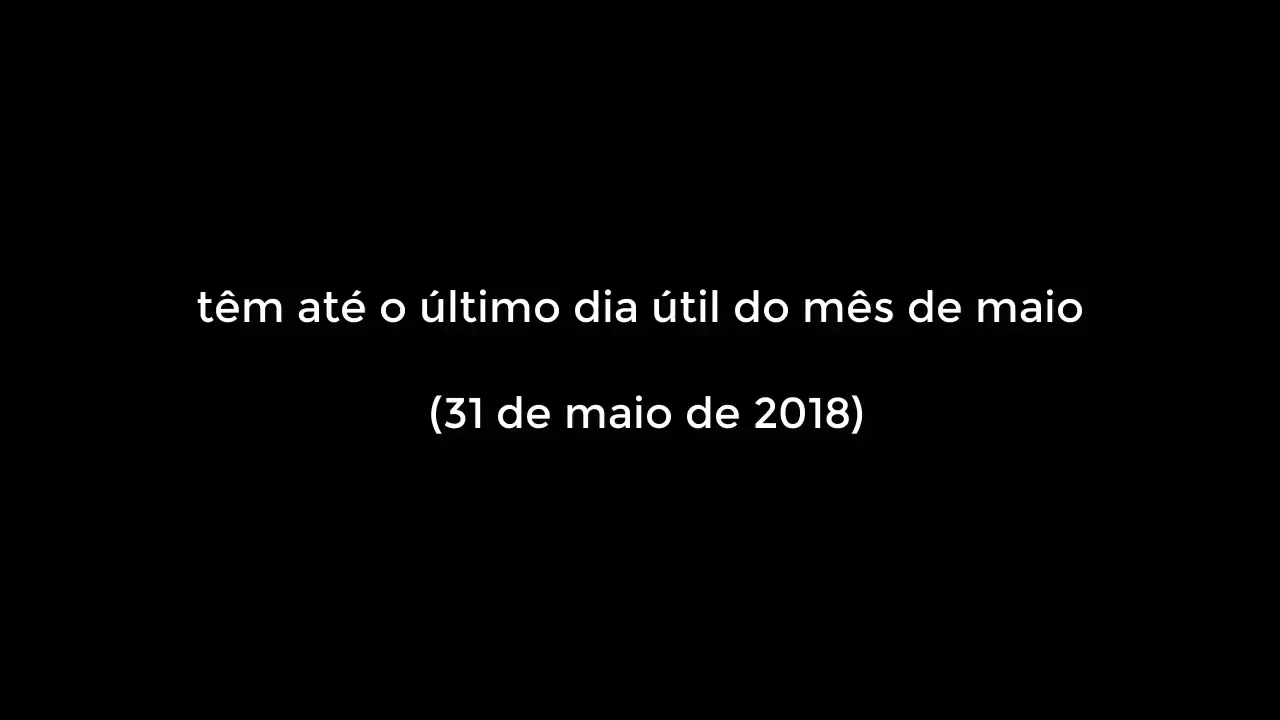 têm até o último dia útil do mês de maio
(31 de maio de 2018)